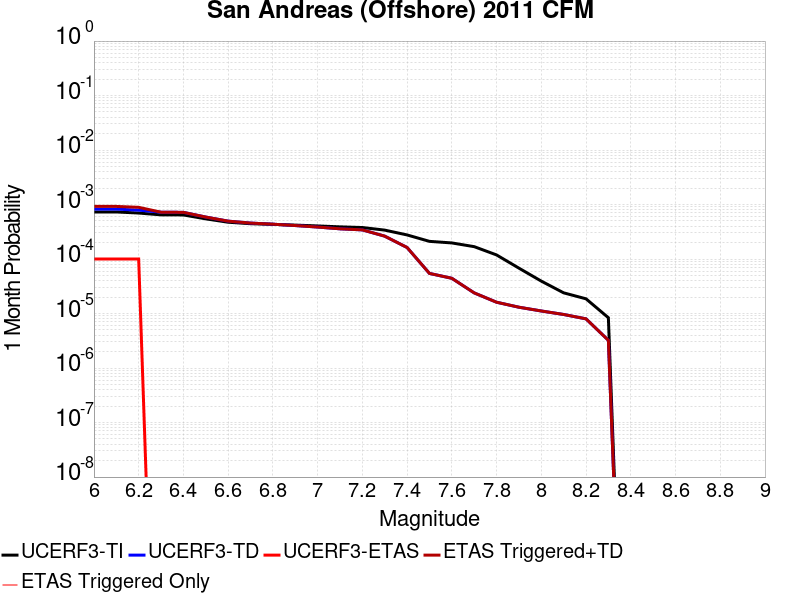 San Andreas (Offshore) 2011 CFM
10^0
10^-1
10^-2
10^-3
10^-4
10^-5
10^-6
10^-7
10^-8
1 Month Probability
6 6.2 6.4 6.6 6.8 7 7.2 7.4 7.6 7.8 8 8.2 8.4 8.6 8.8 9
Magnitude
UCERF3-TI UCERF3-TD UCERF3-ETAS ETAS Triggered+TD
ETAS Triggered Only